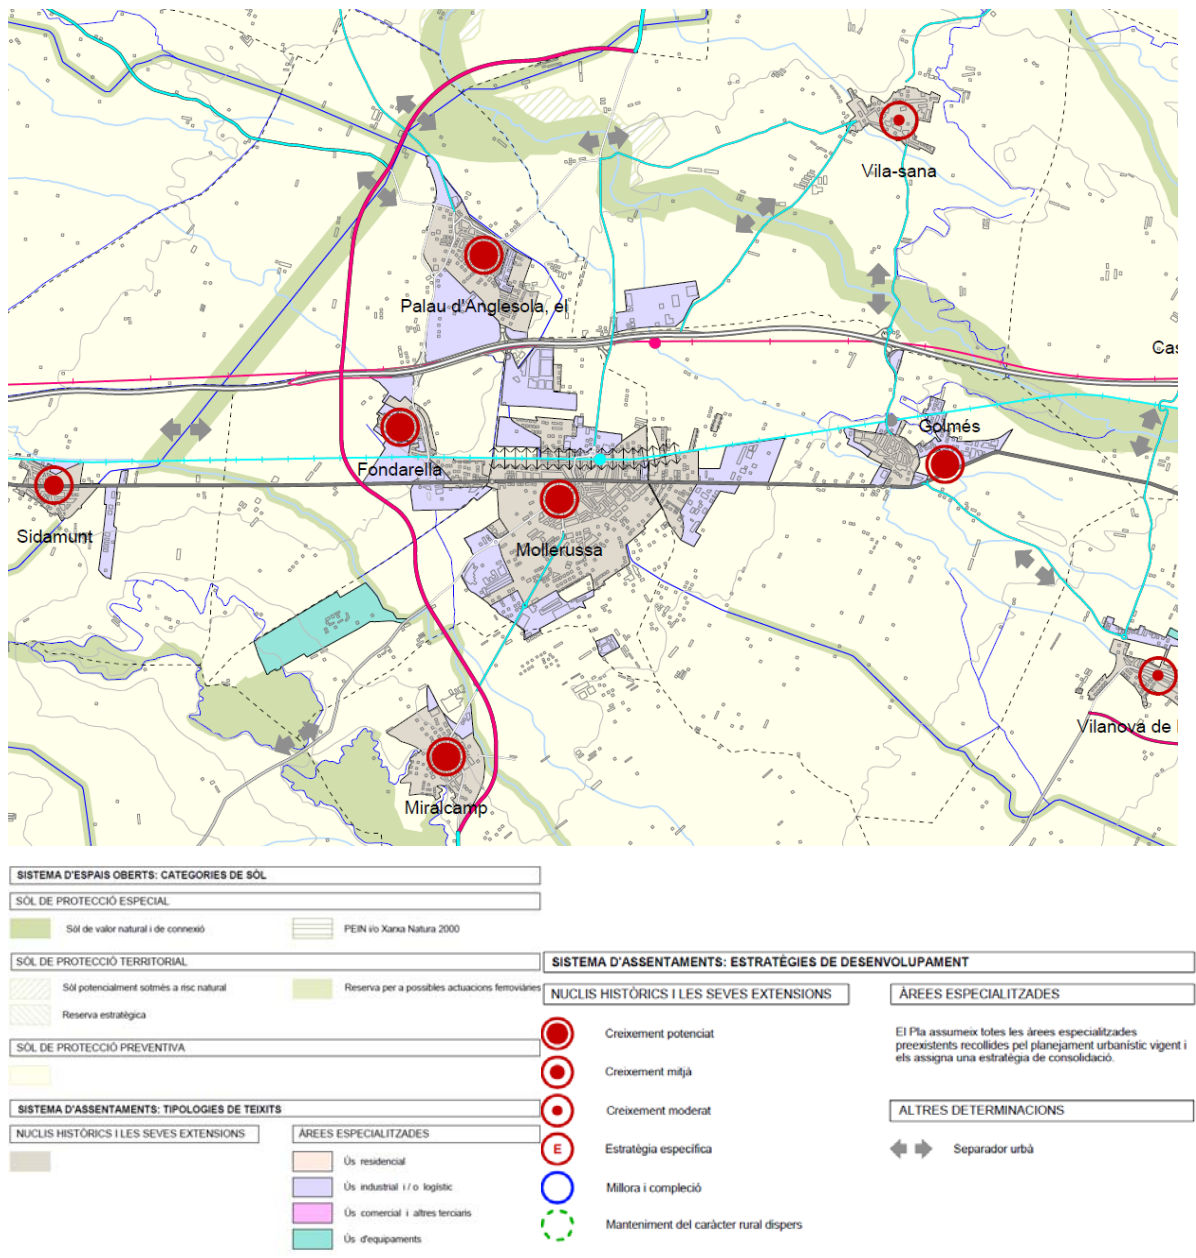 Vila-sana
Palau d'Anglesola, el
Cas
Golmés
Fondarella
Sidamunt
Mollerussa
Vilanova de
Miralcamp
SISTEMA D'ESPAIS OBERTS: CATEGORIES DE SÒL
SÒL DE PROTECCIÓ ESPECIAL
Sòl de valor natural i de connexió
PEIN i/o Xarxa Natura 2000
SÒL DE PROTECCIÓ TERRITORIAL
Sòl potencialment sotmès a risc natural
Reserva per a possibles actuacions ferroviàries
Reserva estratègica
SÒL DE PROTECCIÓ PREVENTIVA
SISTEMA D'ASSENTAMENTS: TIPOLOGIES DE TEIXITS
NUCLIS HISTÒRICS I LES SEVES EXTENSIONS
ÀREES ESPECIALITZADES
Ús residencial
Ús industrial i / o logístic
Ús comercial i altres terciaris
Ús d'equipaments
SISTEMA D'ASSENTAMENTS: ESTRATÈGIES DE DESENVOLUPAMENT
NUCLIS HISTÒRICS I LES SEVES EXTENSIONS
Creixement potenciat
Creixement mitjà
Creixement moderat
E
Estratègia específica
Millora i compleció
Manteniment del caràcter rural dispers
ÀREES ESPECIALITZADES
El Pla assumeix totes les àrees especialitzades
preexistents recollides pel planejament urbanístic vigent i
els assigna una estratègia de consolidació.
ALTRES DETERMINACIONS
Separador urbà